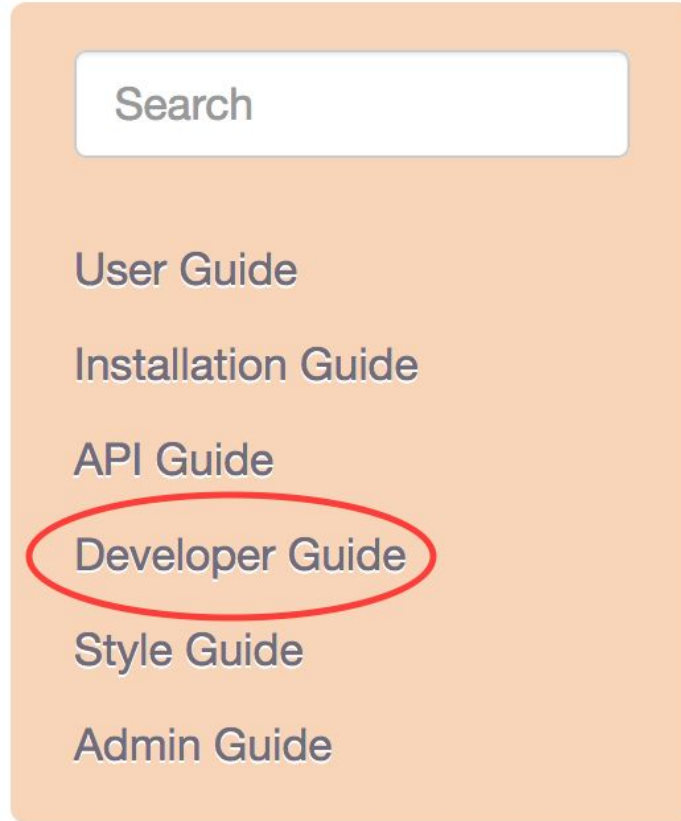 Search
User Guide
Installation Guide
API Guide
Developer Guide
Style Guide
Admin Guide